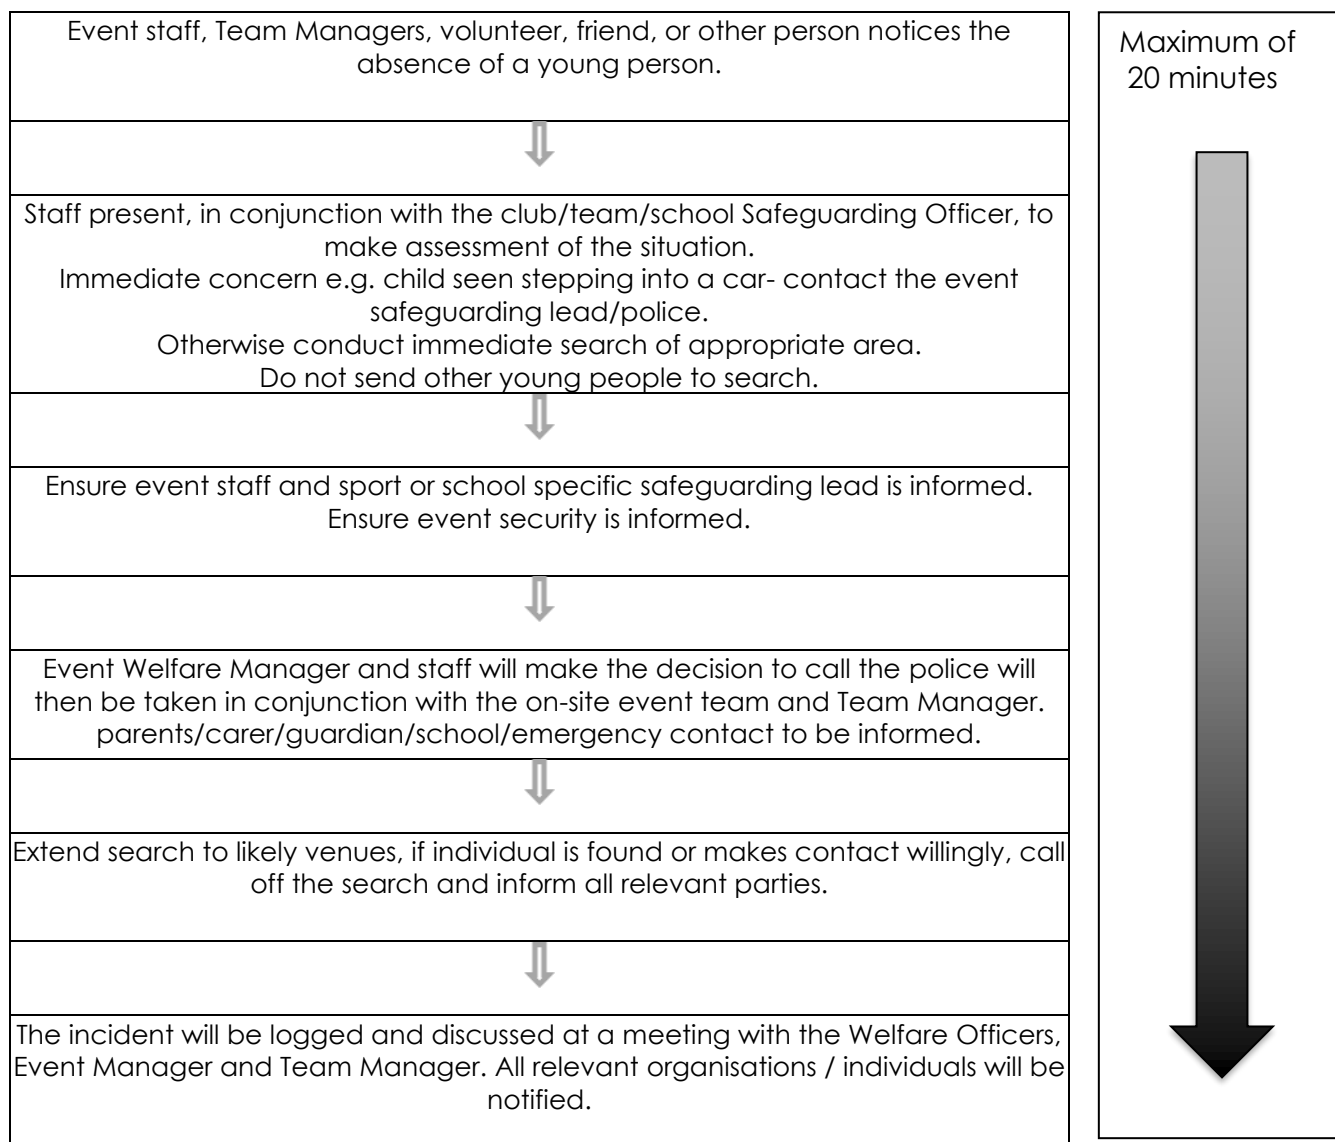 Event staff, Team Managers, volunteer, friend, or other person notices the
absence of a young person.
Staff present, in conjunction with the club/team/school Safeguarding Officer, to
make assessment of the situation.
Immediate concern e.g. child seen stepping into a car- contact the event
safeguarding lead/police.
Otherwise conduct immediate search of appropriate area.
Do not send other young people to search.
Ensure event staff and sport or school specific safeguarding lead is informed.
Ensure event security is informed.
Event Welfare Manager and staff will make the decision to call the police will
then be taken in conjunction with the on-site event team and Team Manager.
parents/carer/guardian/school/emergency contact to be informed.
Extend search to likely venues, if individual is found or makes contact willingly, call
off the search and inform all relevant parties.
The incident will be logged and discussed at a meeting with the Welfare Officers,
Event Manager and Team Manager. All relevant organisations / individuals will be
notified.
Maximum of
20 minutes